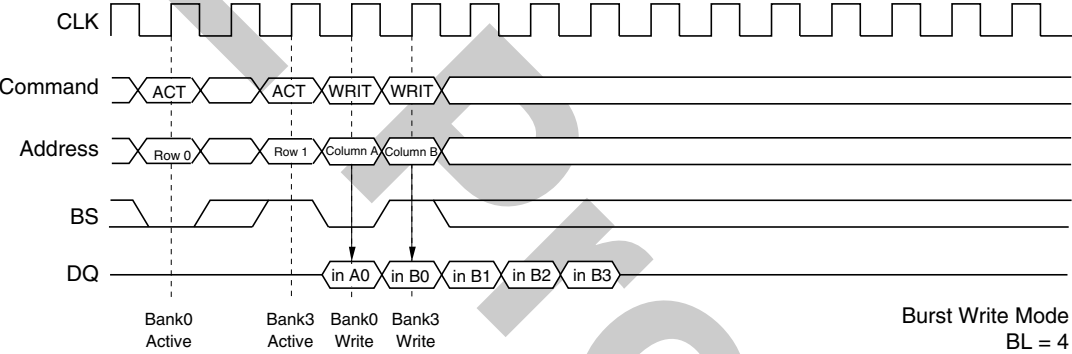 CLK
Command ACT ACT WRIT WRIT
Address Row 0 Row 1 Column A Column B
BS
DQ in A0 in B0 in B1 in B2 in B3
Bank0 Active
Bank3 Active
Bank0 Write
Bank3 Write
Burst Write Mode
BL = 4